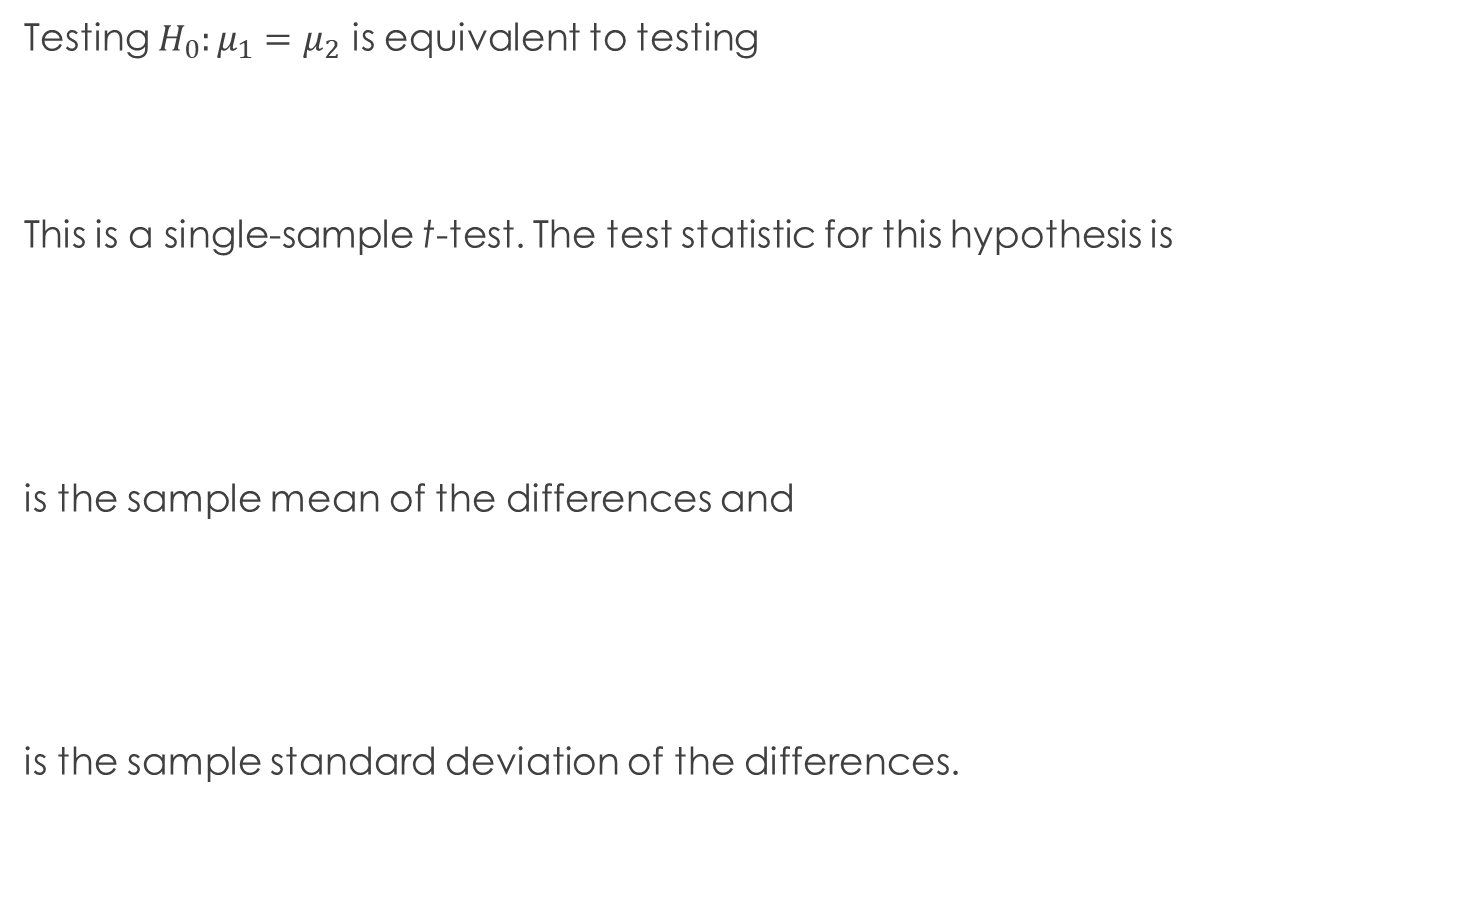 Testing H₀: μ₁ = μ₂ is equivalent to testing
This is a single-sample t-test. The test statistic for this hypothesis is
is the sample mean of the differences and
is the sample standard deviation of the differences.